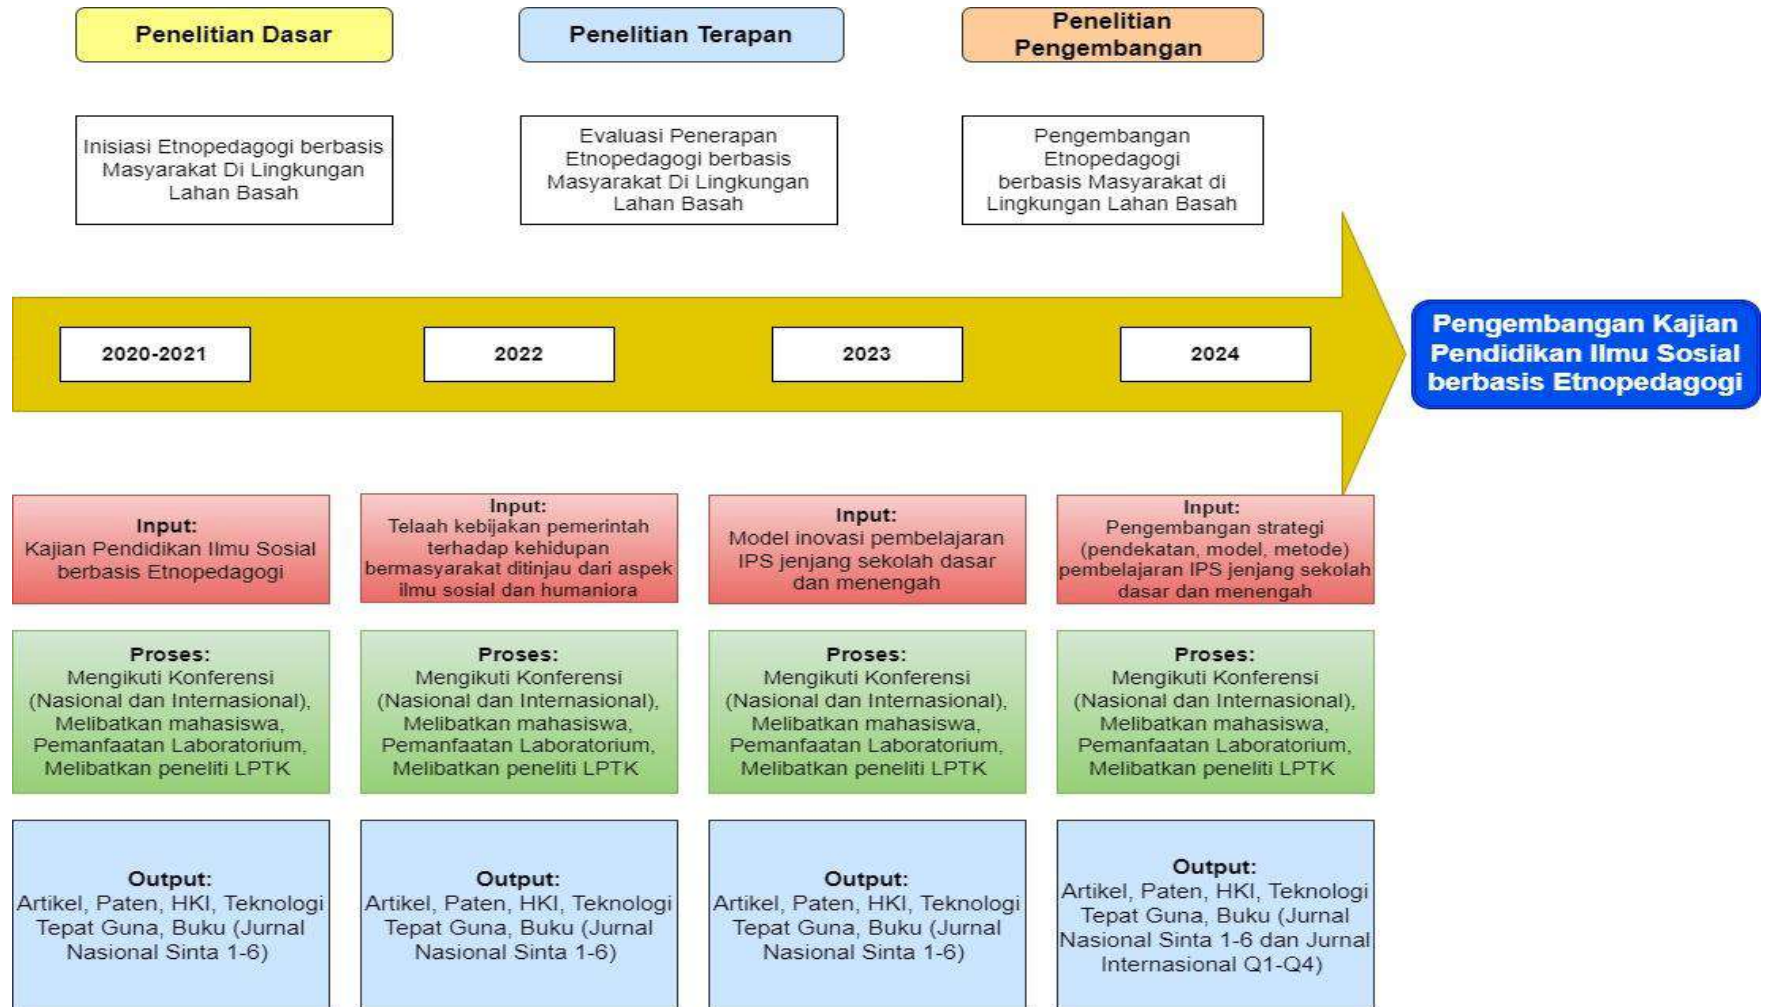 Penelitian Dasar
Penelitian Terapan
Penelitian
Pengembangan
Inisiasi Etnopedagogi berbasis
Masyarakat Di Lingkungan
Lahan Basah
Evaluasi Penerapan
Etnopedagogi berbasis
Masyarakat Di Lingkungan
Lahan Basah
Pengembangan
Etnopedagogi
berbasis Masyarakat di
Lingkungan Lahan Basah
2020-2021
2022
2023
2024
Pengembangan Kajian
Pendidikan Ilmu Sosial
berbasis Etnopedagogi
Input:
Kajian Pendidikan Ilmu Sosial
berbasis Etnopedagogi
Input:
Telaah kebijakan pemerintah
terhadap kehidupan
bermasyarakat ditinjau dari aspek
ilmu sosial dan humaniora
Input:
Model inovasi pembelajaran
IPS jenjang sekolah dasar
dan menengah
Input:
Pengembangan strategi
(pendekatan, model, metode)
pembelajaran IPS jenjang sekolah
dasar dan menengah
Proses:
Mengikuti Konferensi
(Nasional dan Internasional),
Melibatkan mahasiswa,
Pemanfaatan Laboratorium,
Melibatkan peneliti LPTK
Proses:
Mengikuti Konferensi
(Nasional dan Internasional),
Melibatkan mahasiswa,
Pemanfaatan Laboratorium,
Melibatkan peneliti LPTK
Proses:
Mengikuti Konferensi
(Nasional dan Internasional),
Melibatkan mahasiswa,
Pemanfaatan Laboratorium,
Melibatkan peneliti LPTK
Proses:
Mengikuti Konferensi
(Nasional dan Internasional),
Melibatkan mahasiswa,
Pemanfaatan Laboratorium,
Melibatkan peneliti LPTK
Output:
Artikel, Paten, HKI, Teknologi
Tepat Guna, Buku (Jurnal
Nasional Sinta 1-6)
Output:
Artikel, Paten, HKI, Teknologi
Tepat Guna, Buku (Jurnal
Nasional Sinta 1-6)
Output:
Artikel, Paten, HKI, Teknologi
Tepat Guna, Buku (Jurnal
Nasional Sinta 1-6)
Output:
Artikel, Paten, HKI, Teknologi
Tepat Guna, Buku (Jurnal
Nasional Sinta 1-6 dan Jurnal
Internasional Q1-Q4)